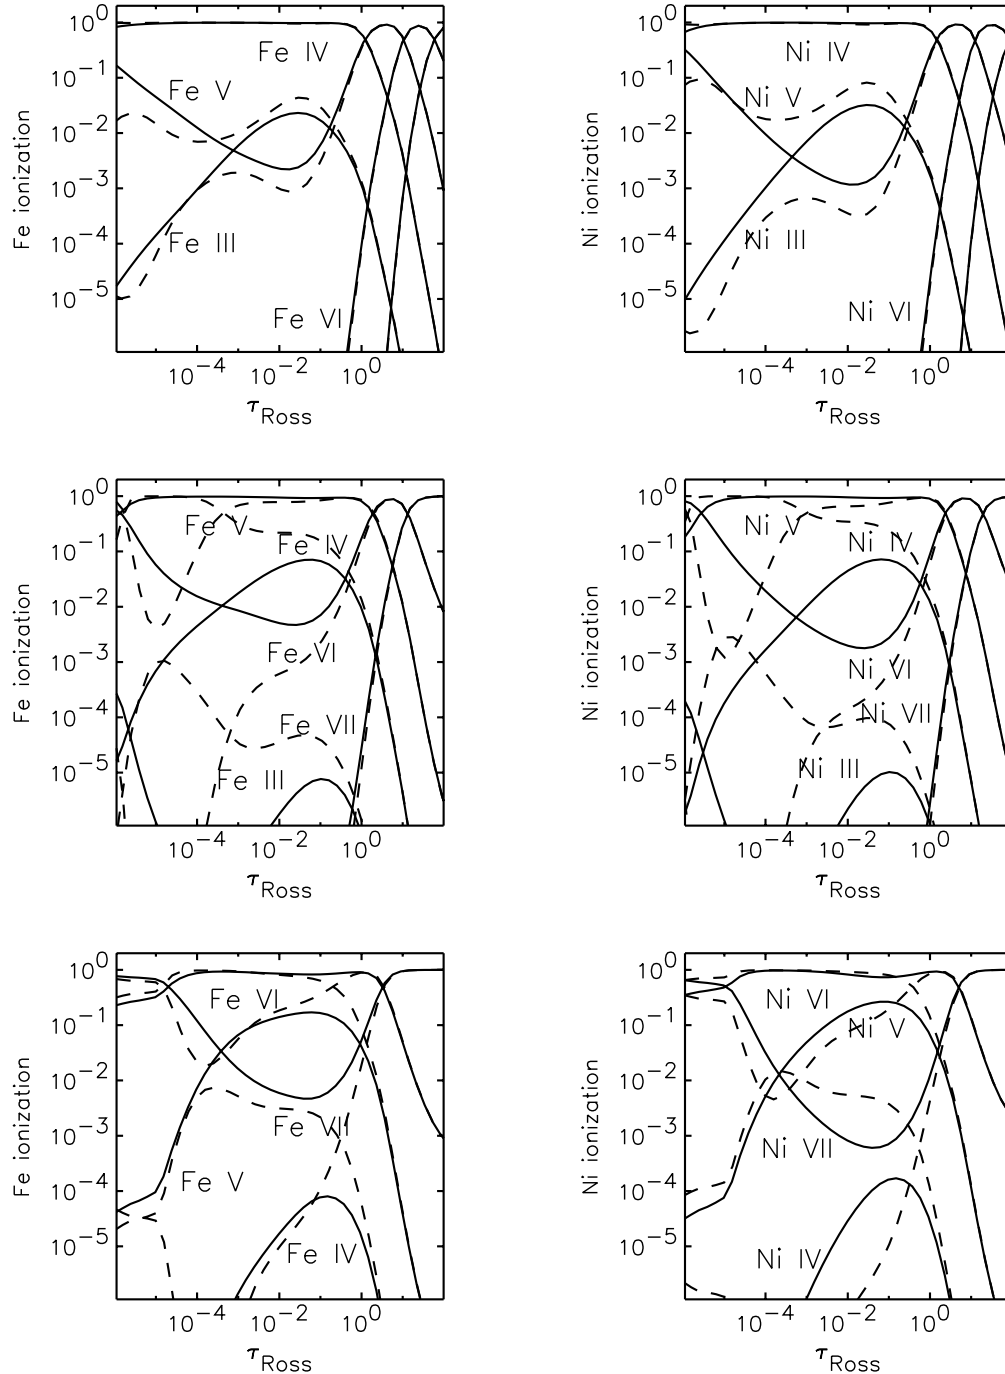 10^0
Fe IV
10^-1
Fe V
10^-2
10^-3
Fe III
10^-4
10^-5
Fe VI
Fe ionization
10^-4 10^-2 10^0
τ_Ross
10^0
Ni IV
10^-1
Ni V
10^-2
10^-3
Ni III
10^-4
10^-5
Ni VI
Ni ionization
10^-4 10^-2 10^0
τ_Ross
10^0
Fe V
Fe IV
10^-1
10^-2
Fe VI
10^-3
Fe VII
10^-4
Fe III
10^-5
Fe ionization
10^-4 10^-2 10^0
τ_Ross
10^0
Ni V
Ni IV
10^-1
10^-2
Ni VI
10^-3
Ni VII
10^-4
Ni III
10^-5
Ni ionization
10^-4 10^-2 10^0
τ_Ross
10^0
Fe VI
10^-1
10^-2
Fe VII
10^-3
Fe V
10^-4
Fe IV
10^-5
Fe ionization
10^-4 10^-2 10^0
τ_Ross
10^0
Ni VI
Ni V
10^-1
10^-2
Ni VII
10^-3
10^-4
Ni IV
10^-5
Ni ionization
10^-4 10^-2 10^0
τ_Ross